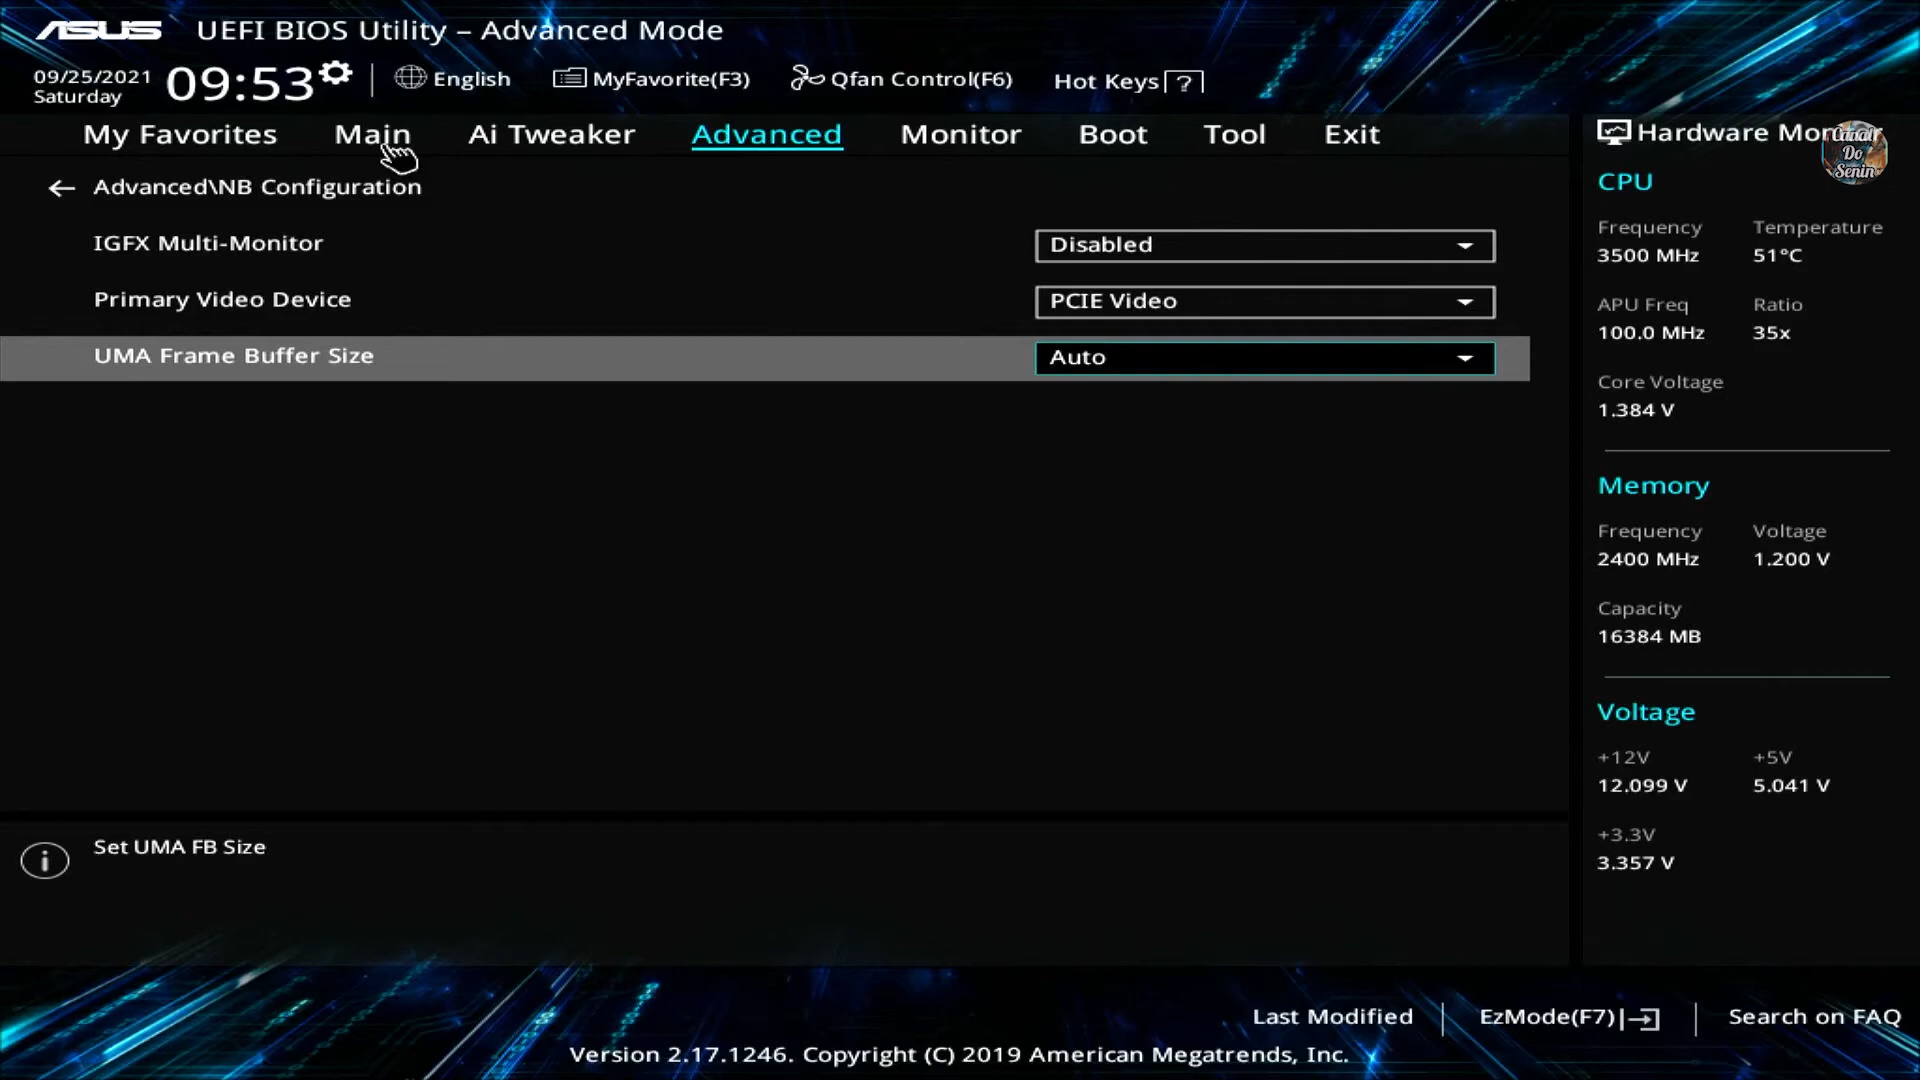 ASUS UEFI BIOS Utility – Advanced Mode
09/25/2021
Saturday
09:53
English
MyFavorite(F3)
Qfan Control(F6)
Hot Keys ?
My Favorites Main Ai Tweaker Advanced Monitor Boot Tool Exit
Advanced\NB Configuration
IGFX Multi-Monitor Disabled
Primary Video Device PCIE Video
UMA Frame Buffer Size Auto
Set UMA FB Size
Hardware
Canal
Do
Senin
CPU
Frequency Temperature
3500 MHz 51°C
APU Freq Ratio
100.0 MHz 35x
Core Voltage
1.384 V
Memory
Frequency Voltage
2400 MHz 1.200 V
Capacity
16384 MB
Voltage
+12V +5V
12.099 V 5.041 V
+3.3V
3.357 V
Last Modified EzMode(F7) Search on FAQ
Version 2.17.1246. Copyright (C) 2019 American Megatrends, Inc.